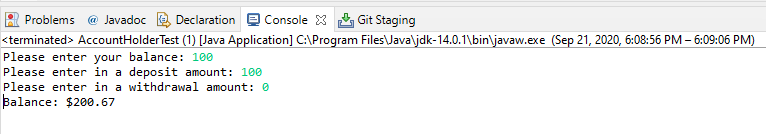 Problems @ Javadoc Declaration Console Git Staging
<terminated> AccountHolderTest (1) [Java Application] C:\Program Files\Java\jdk-14.0.1\bin\javaw.exe (Sep 21, 2020, 6:08:56 PM – 6:09:06 PM)
Please enter your balance: 100
Please enter in a deposit amount: 100
Please enter in a withdrawal amount: 0
Balance: $200.67